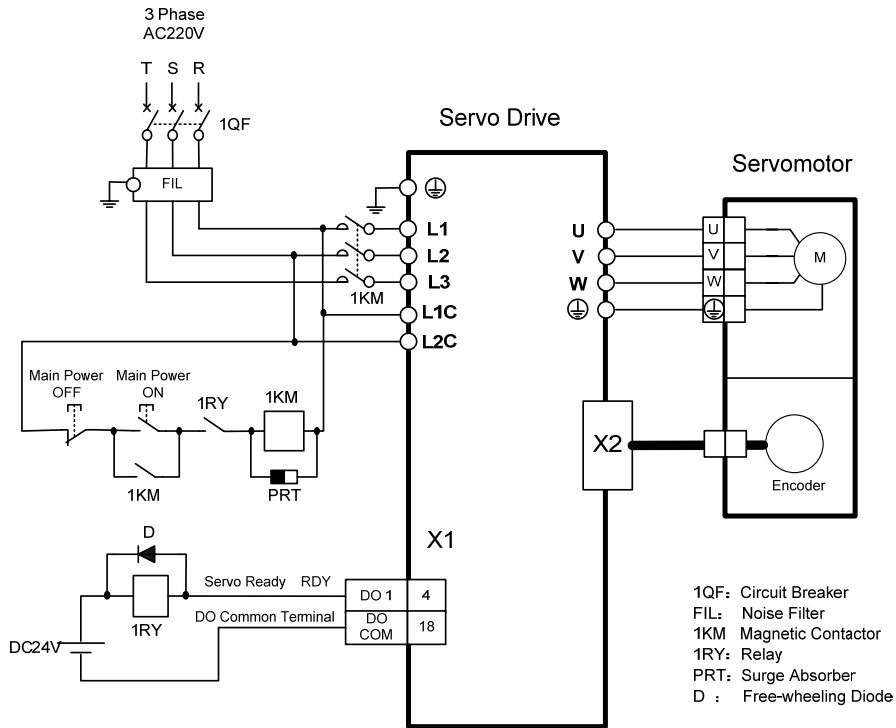 3 Phase
AC220V
T S R
1QF
FIL
Servo Drive
Servomotor
L1
L2
L3
1KM
L1C
L2C
U
V
W
U
V
W
M
Main Power
OFF
Main Power
ON
1RY
1KM
1KM
PRT
X2
Encoder
X1
D
Servo Ready RDY
DO 1 4
1RY
DO Common Terminal
DO
COM
18
DC24V
1QF: Circuit Breaker
FIL: Noise Filter
1KM Magnetic Contactor
1RY: Relay
PRT: Surge Absorber
D : Free-wheeling Diode